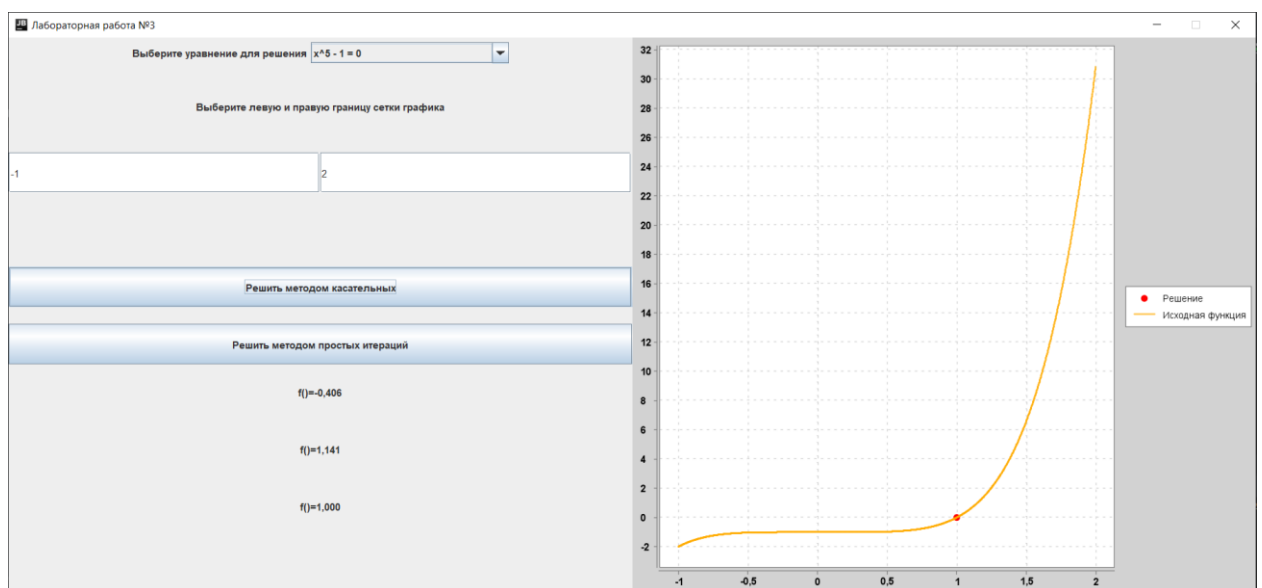 JB Лабораторная работа №3
Выберите уравнение для решения x^5 - 1 = 0
Выберите левую и правую границу сетки графика
-1 2
Решить методом касательных
Решить методом простых итераций
f()=-0,406
f()=1,141
f()=1,000
32
30
28
26
24
22
20
18
16
14
12
10
8
6
4
2
0
-2
-1 -0,5 0 0,5 1 1,5 2
Решение
Исходная функция